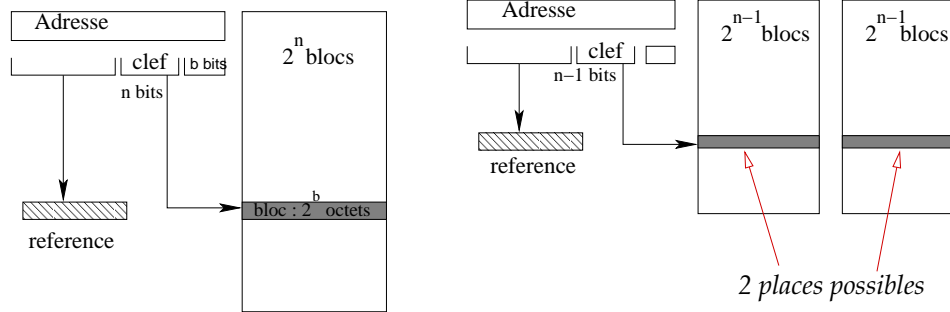 Adresse
clef
b bits
n bits
2^n blocs
bloc : 2^b octets
reference
Adresse
clef
n−1 bits
reference
2^n−1 blocs
2^n−1 blocs
2 places possibles